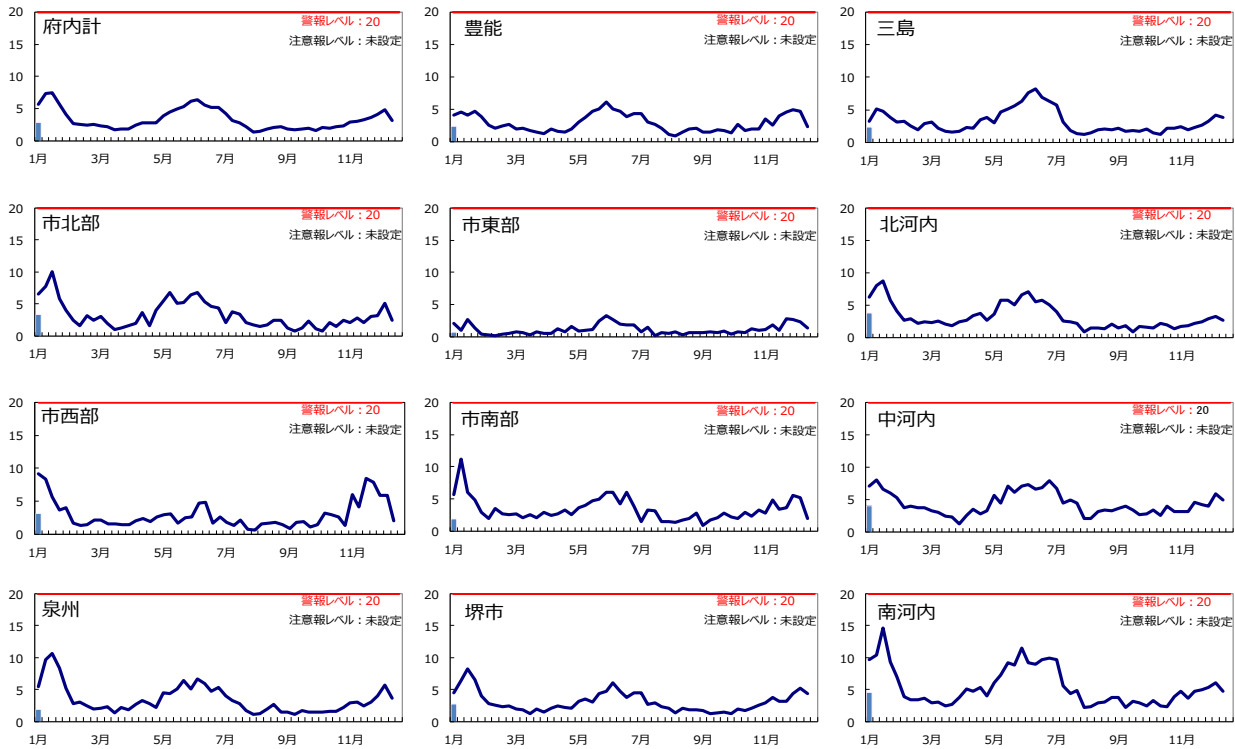 府内計
警報レベル：20
注意報レベル：未設定
20
15
10
5
0
1月 3月 5月 7月 9月 11月
豊能
警報レベル：20
注意報レベル：未設定
20
15
10
5
0
1月 3月 5月 7月 9月 11月
三島
警報レベル：20
注意報レベル：未設定
20
15
10
5
0
1月 3月 5月 7月 9月 11月
市北部
警報レベル：20
注意報レベル：未設定
20
15
10
5
0
1月 3月 5月 7月 9月 11月
市東部
警報レベル：20
注意報レベル：未設定
20
15
10
5
0
1月 3月 5月 7月 9月 11月
北河内
警報レベル：20
注意報レベル：未設定
20
15
10
5
0
1月 3月 5月 7月 9月 11月
市西部
警報レベル：20
注意報レベル：未設定
20
15
10
5
0
1月 3月 5月 7月 9月 11月
市南部
警報レベル：20
注意報レベル：未設定
20
15
10
5
0
1月 3月 5月 7月 9月 11月
中河内
警報レベル：20
注意報レベル：未設定
20
15
10
5
0
1月 3月 5月 7月 9月 11月
泉州
警報レベル：20
注意報レベル：未設定
20
15
10
5
0
1月 3月 5月 7月 9月 11月
堺市
警報レベル：20
注意報レベル：未設定
20
15
10
5
0
1月 3月 5月 7月 9月 11月
南河内
警報レベル：20
注意報レベル：未設定
20
15
10
5
0
1月 3月 5月 7月 9月 11月